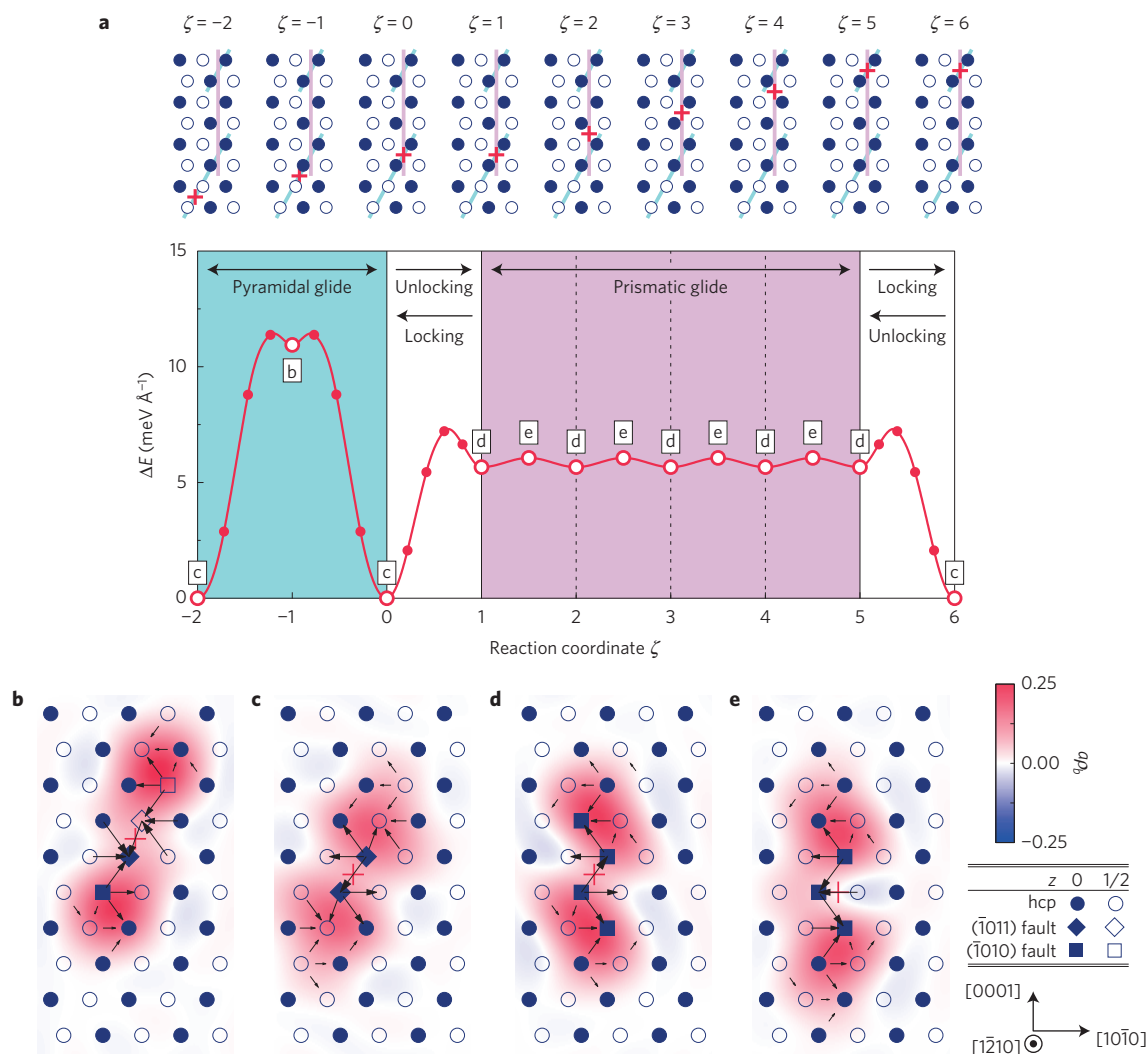 a
ζ = −2 ζ = −1 ζ = 0 ζ = 1 ζ = 2 ζ = 3 ζ = 4 ζ = 5 ζ = 6
15
10
5
0
ΔE (meV Å⁻¹)
Pyramidal glide
Unlocking
Locking
Prismatic glide
Locking
Unlocking
b
d e d e d e d e d
c c c
−2 −1 0 1 2 3 4 5 6
Reaction coordinate ζ
b c d e
0.25
0.00
−0.25
qρb
z 0 1/2
hcp
(1̄011) fault
(1̄010) fault
[0001]
[12̄10]
[101̄0]